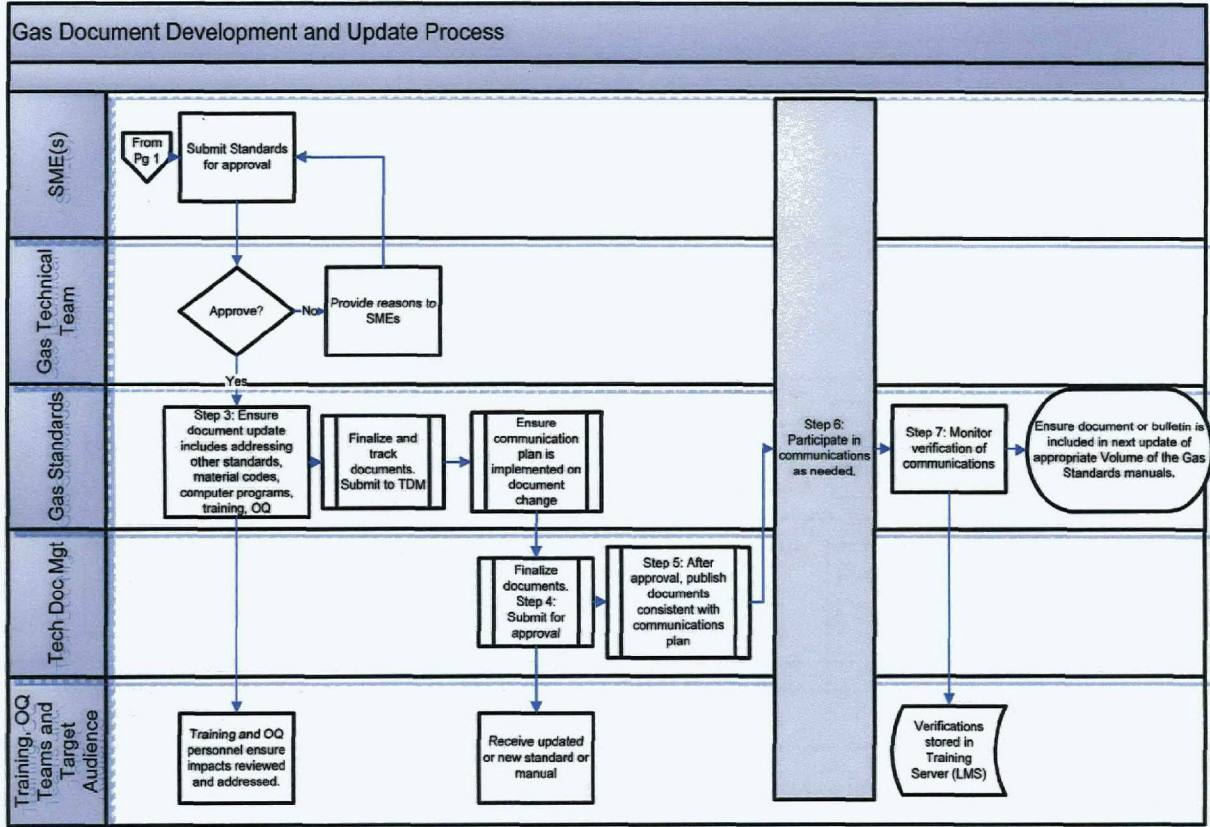 Gas Document Development and Update Process
SME(s)
From
Pg 1
Submit Standards
for approval
Gas Technical
Team
Approve?
No
Provide reasons to
SMEs
Yes
Gas Standards
Step 3: Ensure
document update
includes addressing
other standards,
material codes,
computer programs,
training, OQ
Finalize and
track documents.
Submit to TDM
Ensure
communication
plan is
implemented on
document
change
Step 6:
Participate in
communications
as needed.
Step 7: Monitor
verification of
communications
Ensure document or bulletin is
included in next update of
appropriate Volume of the Gas
Standards manuals.
Tech Doc Mgt
Finalize
documents.
Step 4:
Submit for
approval
Step 5: After
approval, publish
documents
consistent with
communications
plan
Training, OQ
Teams and
Target
Audience
Training and OQ
personnel ensure
impacts reviewed
and addressed.
Receive updated
or new standard or
manual
Verifications
stored in
Training
Server (LMS)